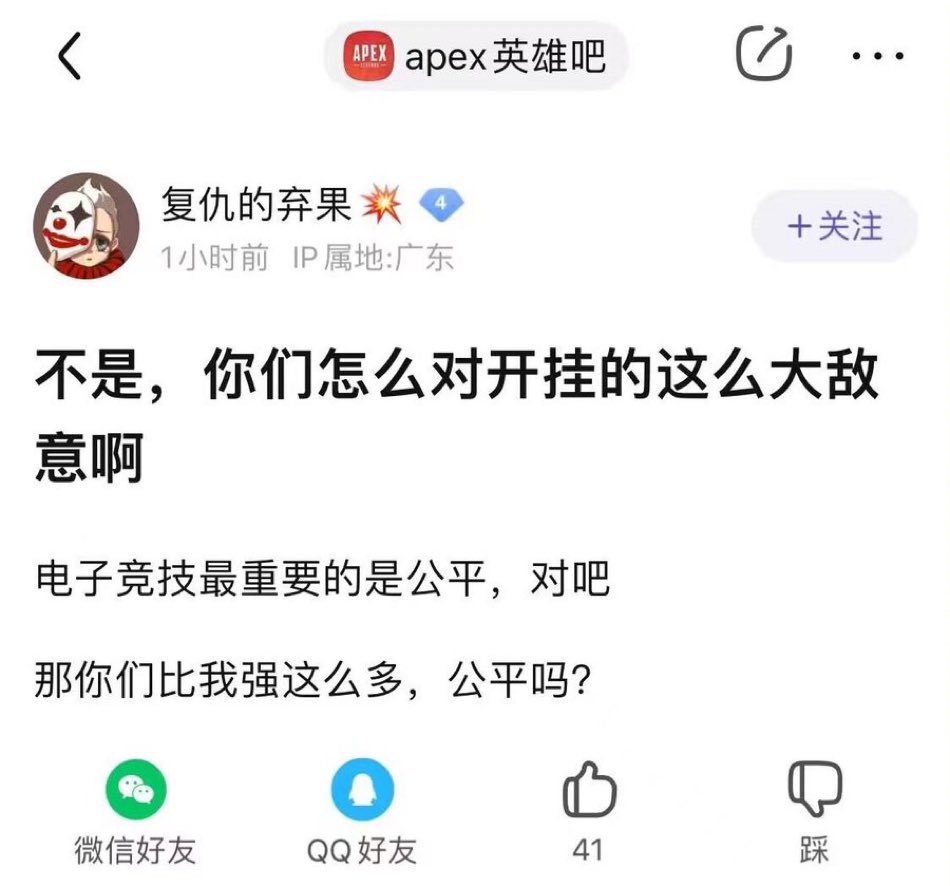 APEX
LEGENDS
apex英雄吧
复仇的弃果
4
1小时前 IP属地:广东
+关注
不是，你们怎么对开挂的这么大敌
意啊
电子竞技最重要的是公平，对吧
那你们比我强这么多，公平吗？
微信好友 QQ好友 41 踩